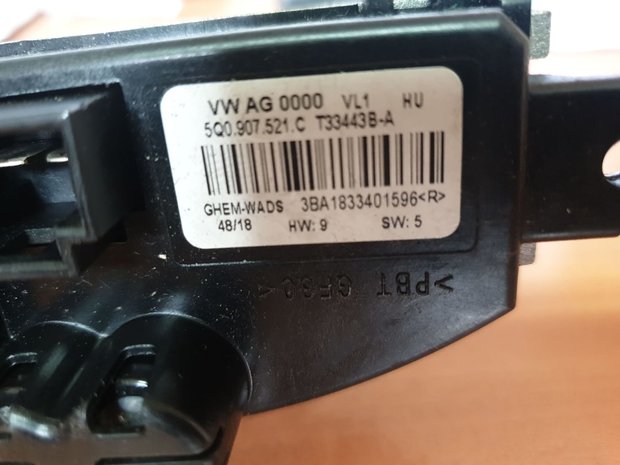 VW AG 0000 VL1 HU
5Q0.907.521.C T33443B-A
GHEM-WADS 3BA1833401596<R>
48/18 HW: 9 SW: 5
>PBT GF30<